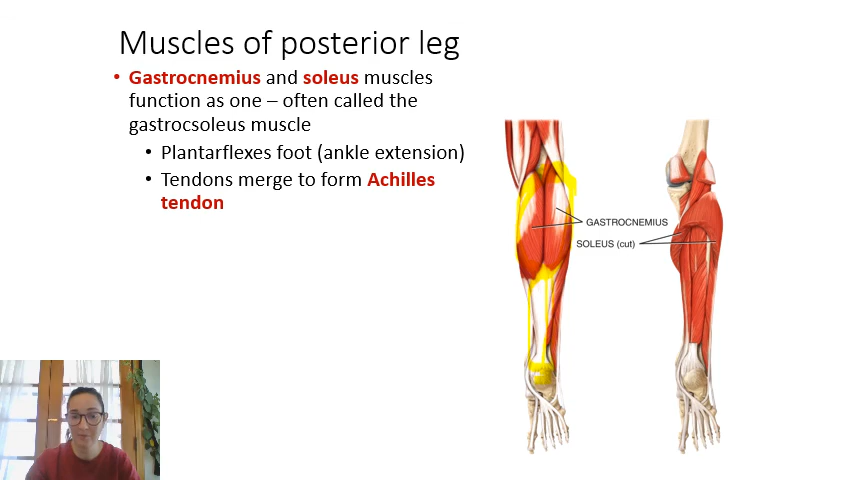 Muscles of posterior leg
• Gastrocnemius and soleus muscles
function as one – often called the
gastrocsoleus muscle
• Plantarflexes foot (ankle extension)
• Tendons merge to form Achilles
tendon
GASTROCNEMIUS
SOLEUS (cut)